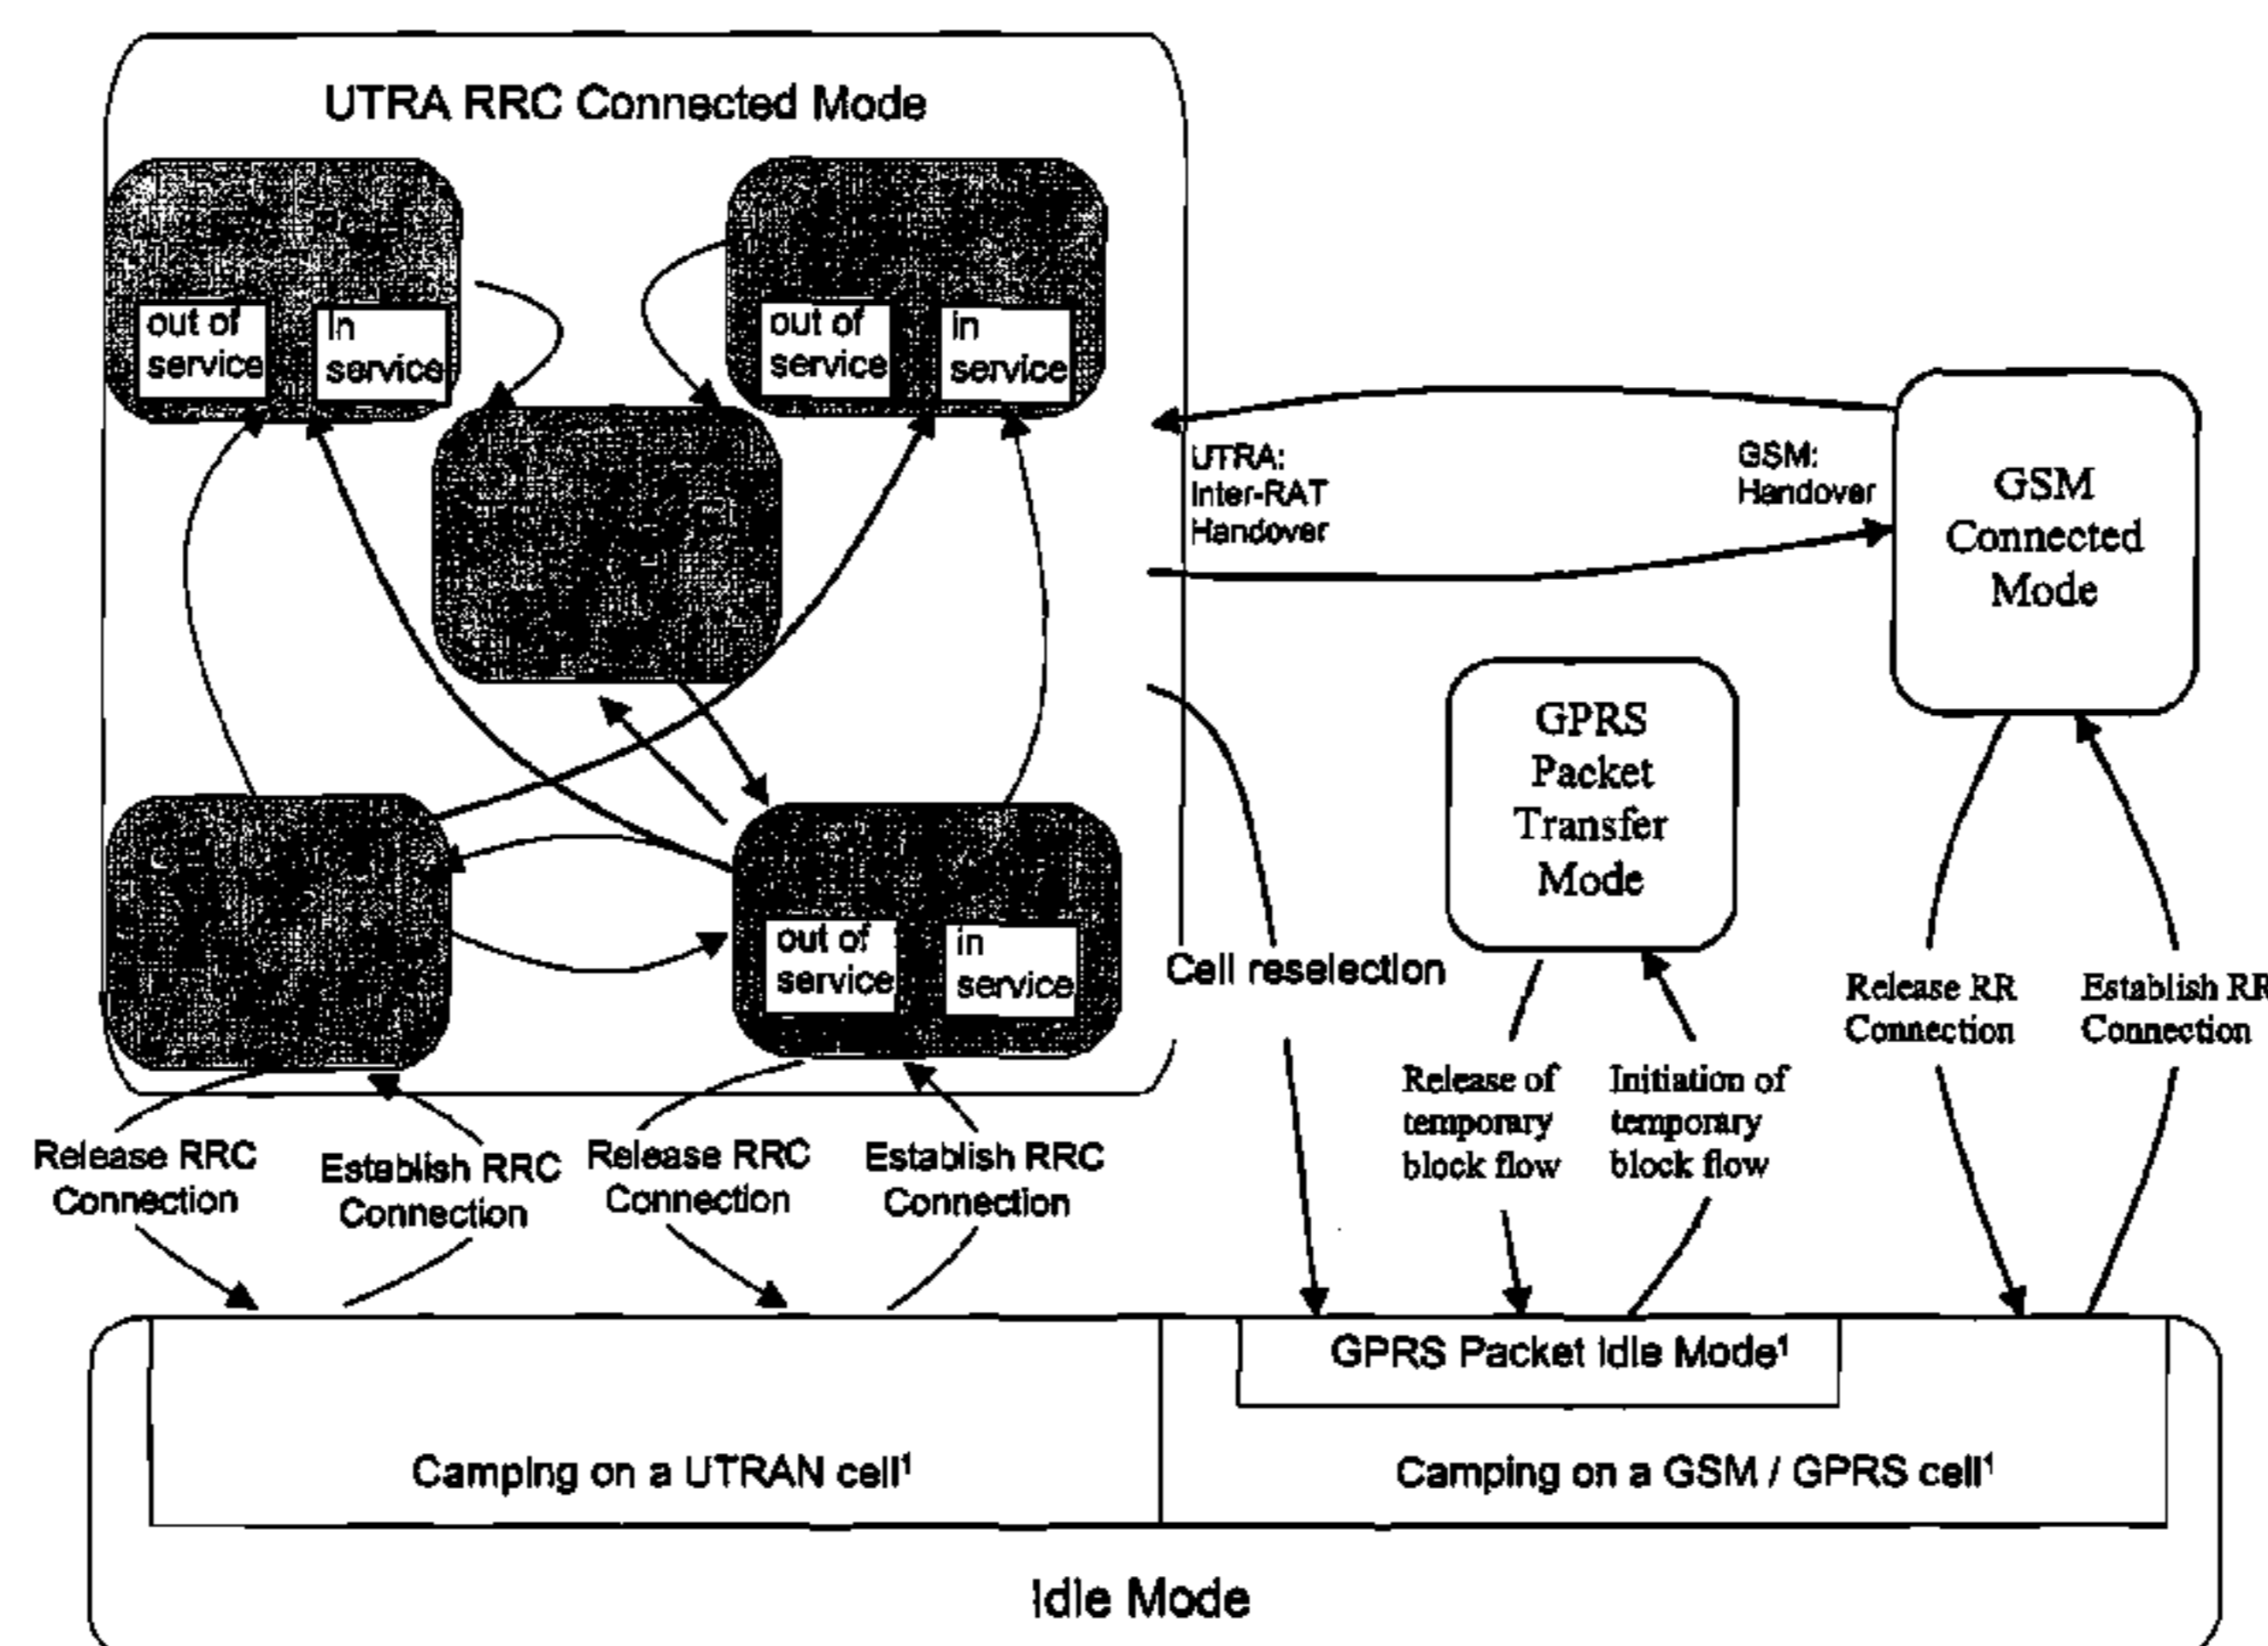 UTRA RRC Connected Mode
out of
service
in
service
out of
service
in
service
UTRA:
Inter-RAT
Handover
GSM:
Handover
GSM
Connected
Mode
GPRS
Packet
Transfer
Mode
out of
service
in
service
Cell reselection
Release RR
Connection
Establish RR
Connection
Release of
temporary
block flow
Initiation of
temporary
block flow
Release RRC
Connection
Establish RRC
Connection
Release RRC
Connection
Establish RRC
Connection
GPRS Packet Idle Mode¹
Camping on a UTRAN cell¹
Camping on a GSM / GPRS cell¹
Idle Mode